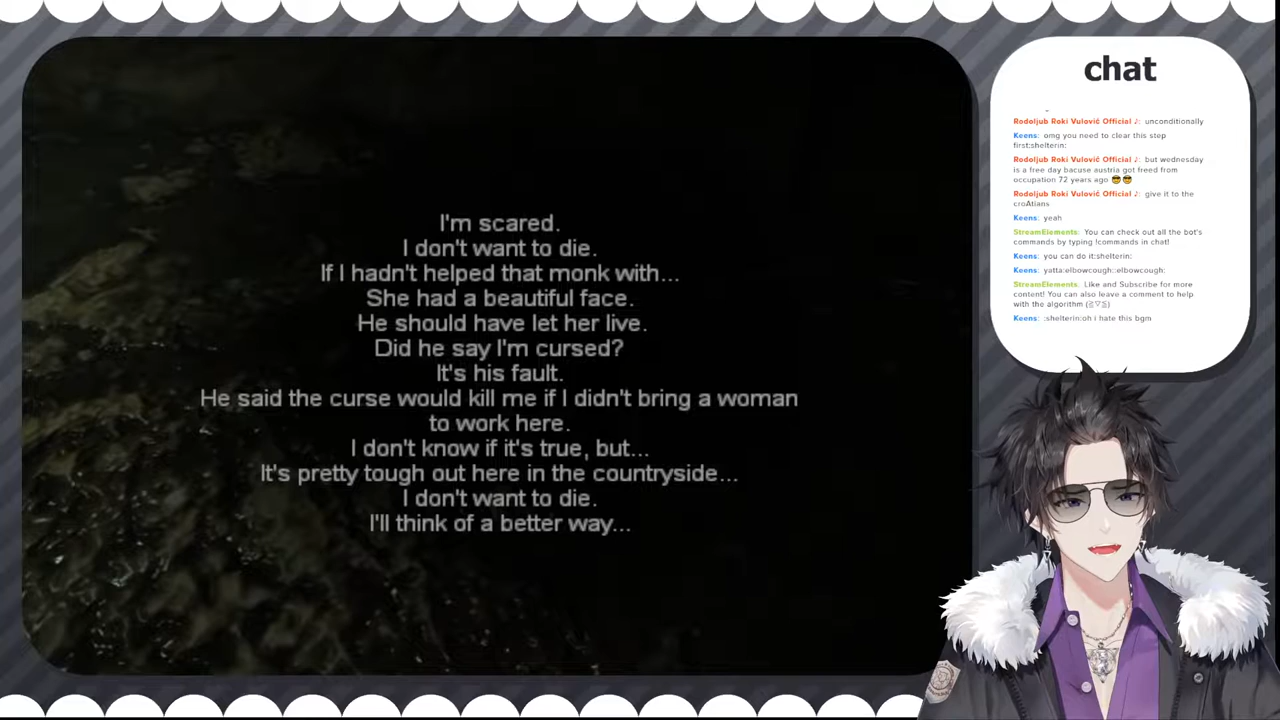 I'm scared.
I don't want to die.
If I hadn't helped that monk with...
She had a beautiful face.
He should have let her live.
Did he say I'm cursed?
It's his fault.
He said the curse would kill me if I didn't bring a woman
to work here.
I don't know if it's true, but...
It's pretty tough out here in the countryside...
I don't want to die.
I'll think of a better way...
chat
Rodoljub Roki Vulović Official ♪: unconditionally
Keens: omg you need to clear this step
first:shelterin:
Rodoljub Roki Vulović Official ♪: but wednesday
is a free day bacuse austria got freed from
occupation 72 years ago 😎😎
Rodoljub Roki Vulović Official ♪: give it to the
croAtians
Keens: yeah
StreamElements: You can check out all the bot's
commands by typing !commands in chat!
Keens: you can do it:shelterin:
Keens: yatta:elbowcough::elbowcough:
StreamElements: Like and Subscribe for more
content! You can also leave a comment to help
with the algorithm (≧▽≦)
Keens: :shelterin:oh i hate this bgm